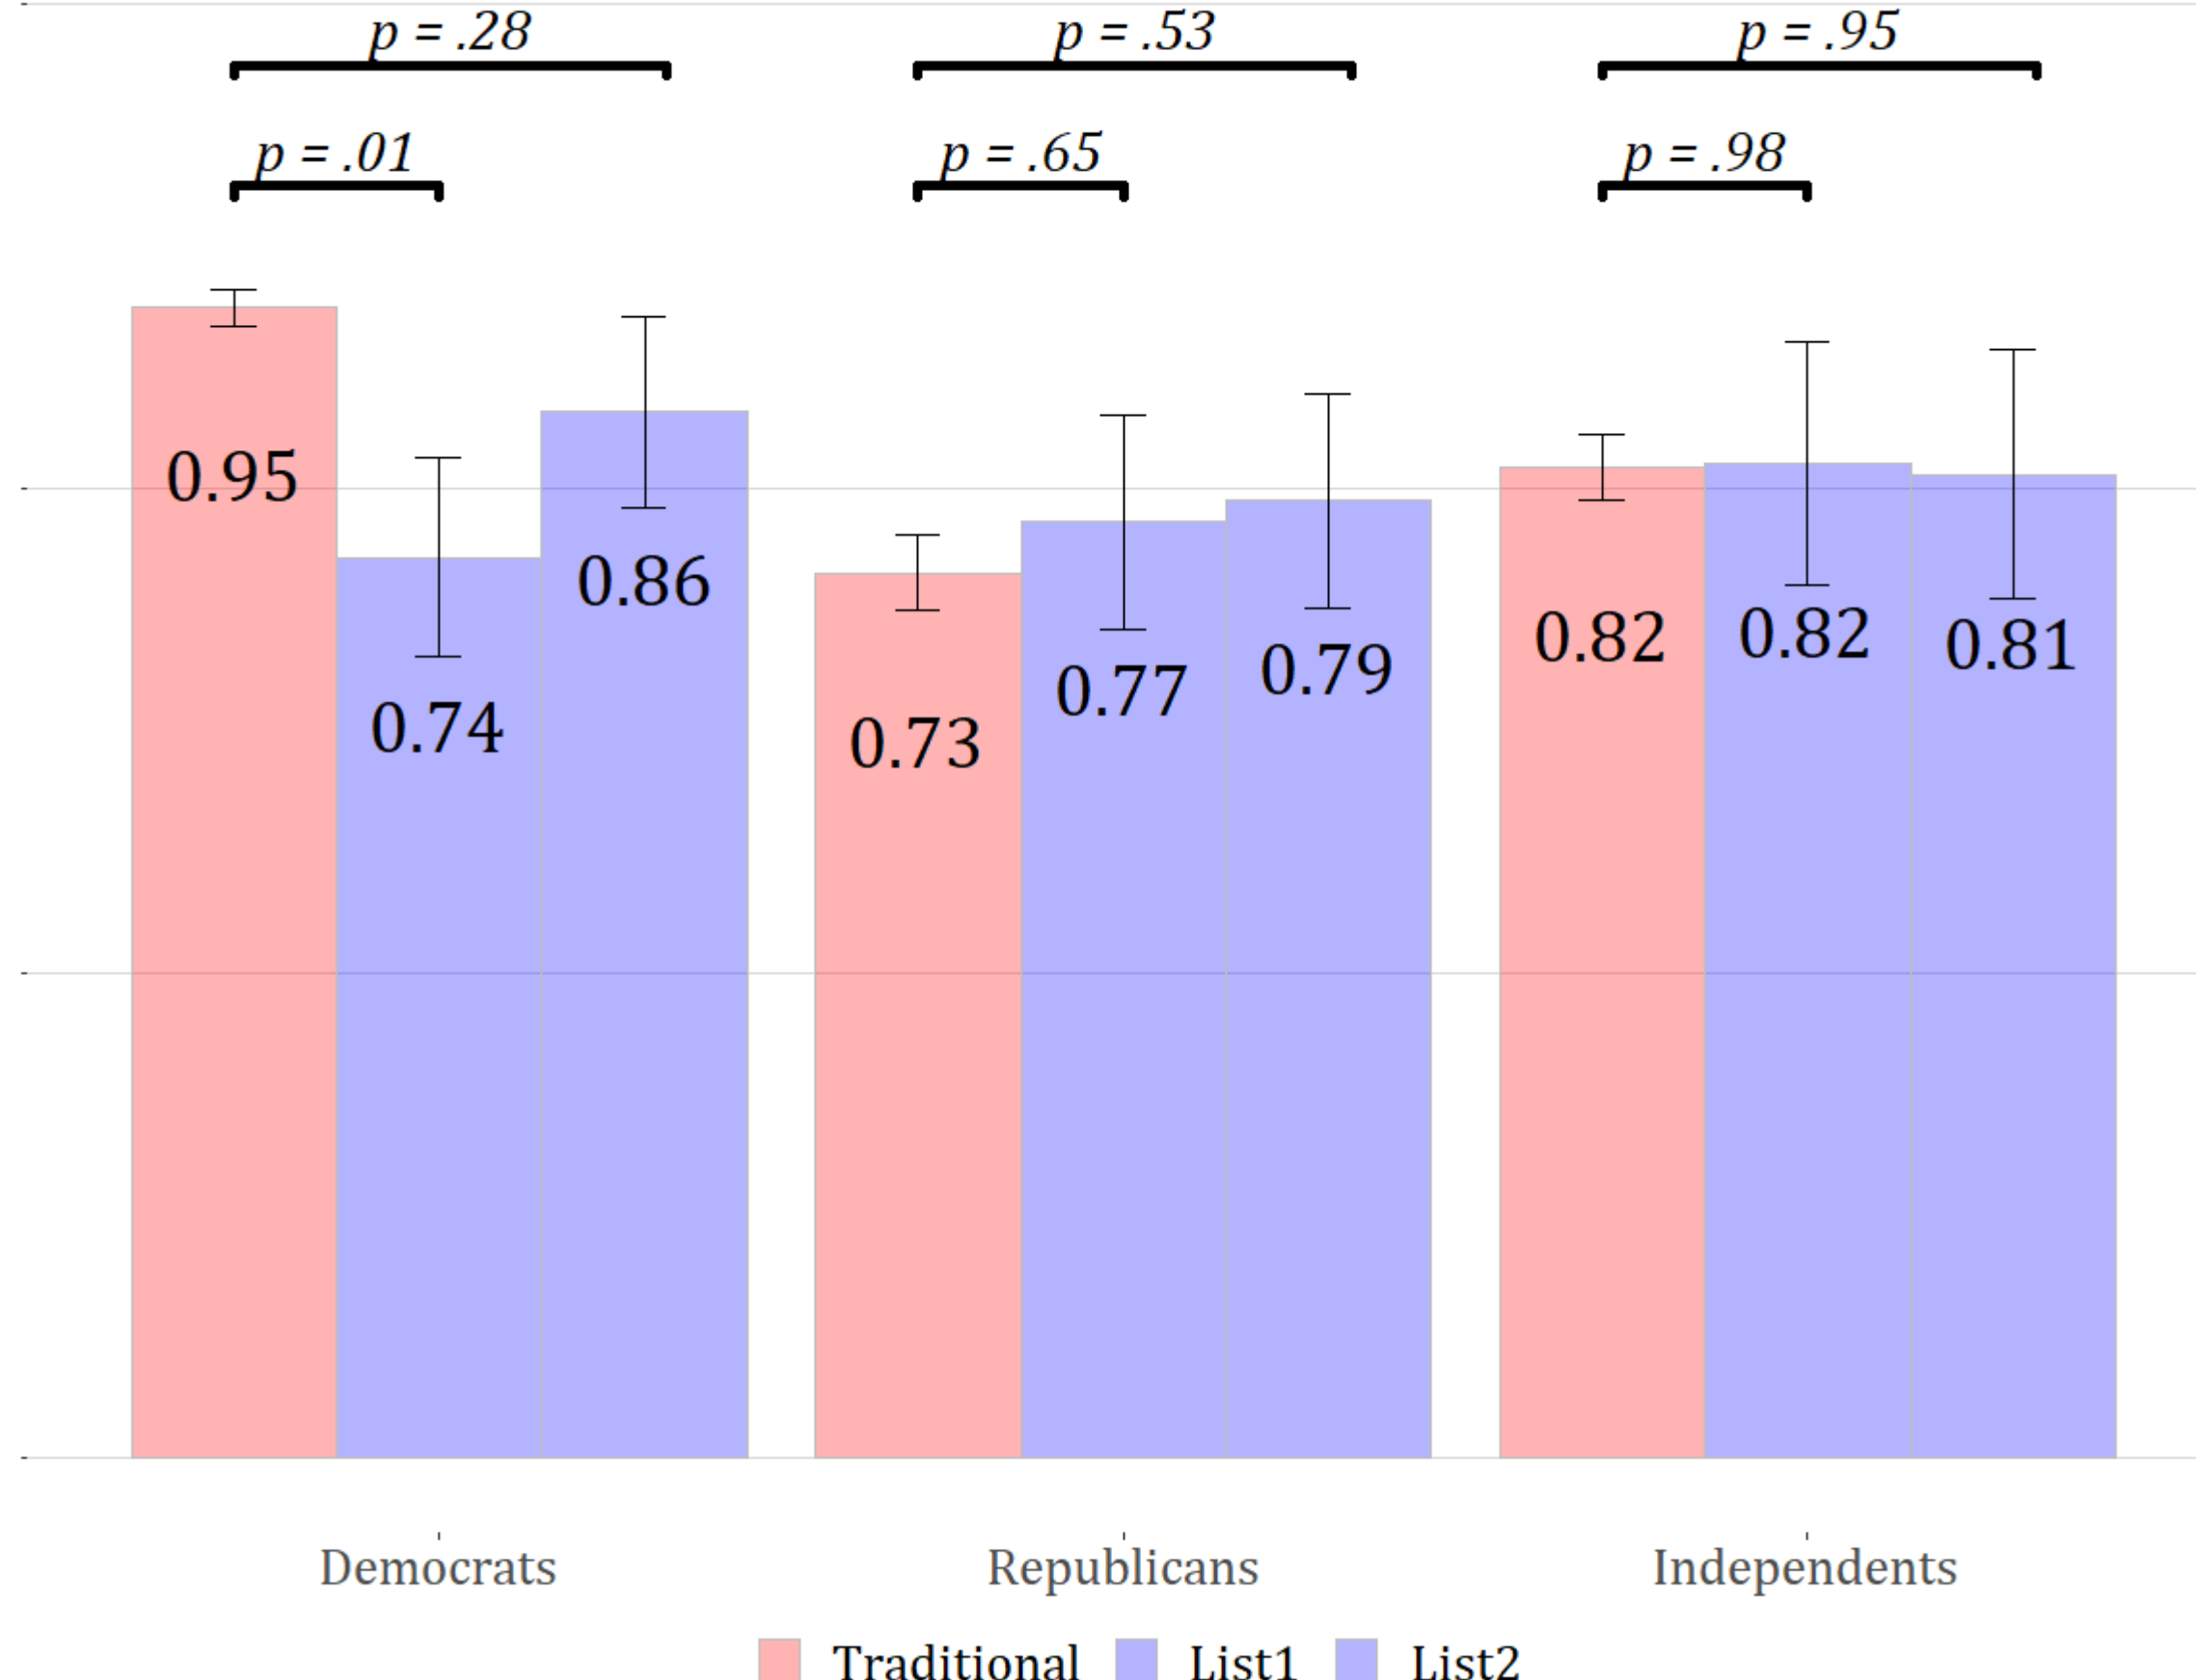 p = .28 p = .53 p = .95
p = .01 p = .65 p = .98
0.95 0.74 0.86 0.73 0.77 0.79 0.82 0.82 0.81
Democrats Republicans Independents
Traditional List1 List2